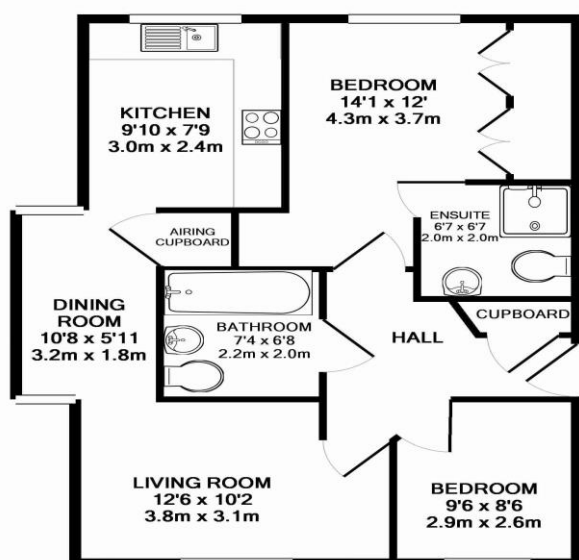 KITCHEN
9'10 x 7'9
3.0m x 2.4m
BEDROOM
14'1 x 12'
4.3m x 3.7m
AIRING
CUPBOARD
ENSUITE
6'7 x 6'7
2.0m x 2.0m
DINING
ROOM
10'8 x 5'11
3.2m x 1.8m
BATHROOM
7'4 x 6'8
2.2m x 2.0m
HALL
CUPBOARD
LIVING ROOM
12'6 x 10'2
3.8m x 3.1m
BEDROOM
9'6 x 8'6
2.9m x 2.6m